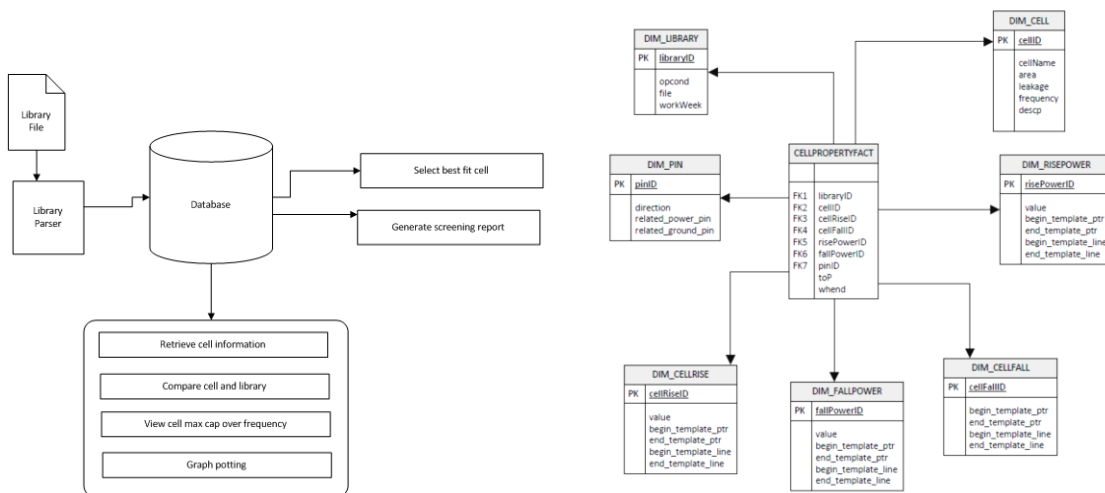 Library
File
Library
Parser
Database
Select best fit cell
Generate screening report
Retrieve cell information
Compare cell and library
View cell max cap over frequency
Graph potting
DIM_LIBRARY
PK libraryID
opcond
file
workWeek
DIM_CELL
PK cellID
cellName
area
leakage
frequency
descp
DIM_PIN
PK pinID
direction
related_power_pin
related_ground_pin
CELLPROPERTYFACT
FK1 libraryID
FK2 cellID
FK3 cellRiseID
FK4 cellFallID
FK5 risePowerID
FK6 fallPowerID
FK7 pinID
toP
whend
DIM_RISEPOWER
PK risePowerID
value
begin_template_ptr
end_template_ptr
begin_template_line
end_template_line
DIM_CELLRISE
PK cellRiseID
value
begin_template_ptr
end_template_ptr
begin_template_line
end_template_line
DIM_FALLPOWER
PK fallPowerID
value
begin_template_ptr
end_template_ptr
begin_template_line
end_template_line
DIM_CELLFALL
PK cellFallID
begin_template_ptr
end_template_ptr
begin_template_line
end_template_line